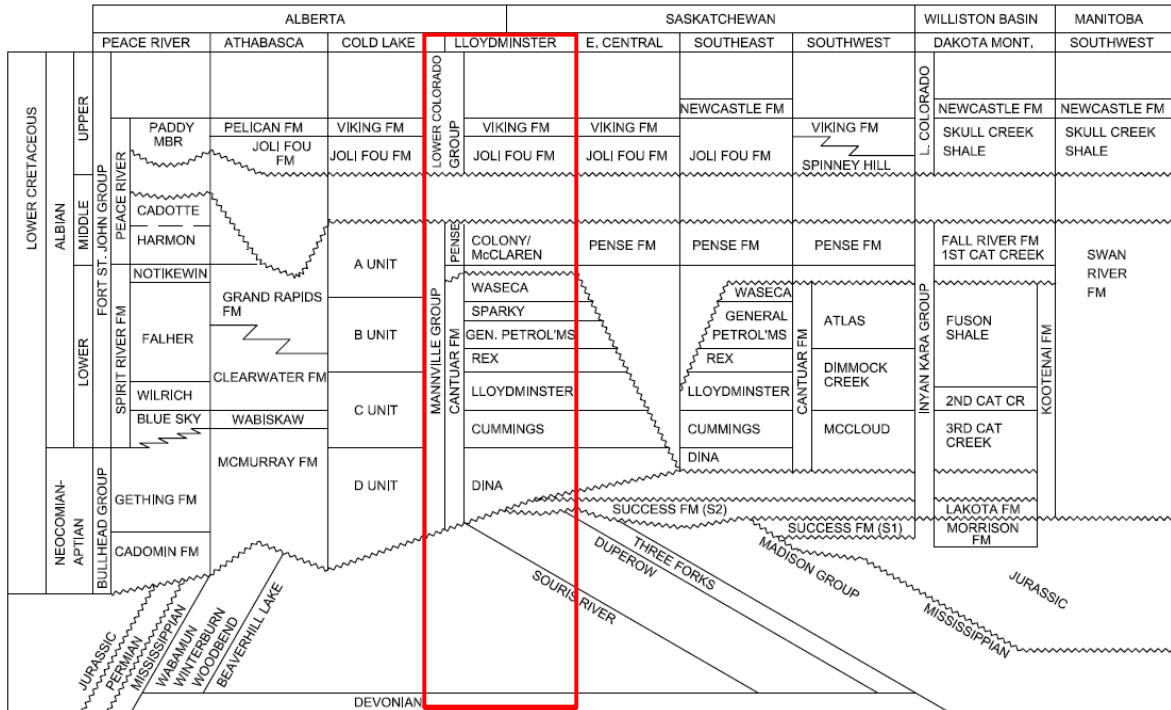 ALBERTA
SASKATCHEWAN
WILLISTON BASIN
MANITOBA
PEACE RIVER
ATHABASCA
COLD LAKE
LLOYDMINSTER
E. CENTRAL
SOUTHEAST
SOUTHWEST
DAKOTA MONT.
SOUTHWEST
LOWER CRETACEOUS
ALBIAN
UPPER
MIDDLE
LOWER
NEOCOMIAN-
APTIAN
FORT ST. JOHN GROUP
BULLHEAD GROUP
PEACE RIVER
SPIRIT RIVER FM
PADDY
MBR
CADOTTE
HARMON
NOTIKEWIN
FALHER
WILRICH
BLUE SKY
GETHING FM
CADOMIN FM
PELICAN FM
JOLI FOU
FM
GRAND RAPIDS
FM
CLEARWATER FM
WABISKAW
MCMURRAY FM
VIKING FM
JOLI FOU FM
A UNIT
B UNIT
C UNIT
D UNIT
LOWER COLORADO
GROUP
MANNVILLE GROUP
PENSE
CANTUAR FM
VIKING FM
JOLI FOU FM
COLONY/
McCLAREN
WASECA
SPARKY
GEN. PETROL'MS
REX
LLOYDMINSTER
CUMMINGS
DINA
VIKING FM
JOLI FOU FM
PENSE FM
NEWCASTLE FM
JOLI FOU FM
PENSE FM
WASECA
GENERAL
PETROL'MS
REX
LLOYDMINSTER
CUMMINGS
DINA
VIKING FM
SPINNEY HILL
PENSE FM
CANTUAR FM
ATLAS
DIMMOCK
CREEK
MCCLOUD
SUCCESS FM (S2)
SUCCESS FM (S1)
L. COLORADO
INYAN KARA GROUP
NEWCASTLE FM
SKULL CREEK
SHALE
FALL RIVER FM
1ST CAT CREEK
FUSON
SHALE
2ND CAT CR
3RD CAT
CREEK
LAKOTA FM
MORRISON
FM
KOOTENAI FM
NEWCASTLE FM
SKULL CREEK
SHALE
SWAN
RIVER
FM
JURASSIC
PERMIAN
MISSISSIPPIAN
WABAMUN
WINTERBURN
WOODBEND
BEAVERHILL LAKE
SOURIS RIVER
DUPEROW
THREE FORKS
MADISON GROUP
MISSISSIPPIAN
JURASSIC
DEVONIAN